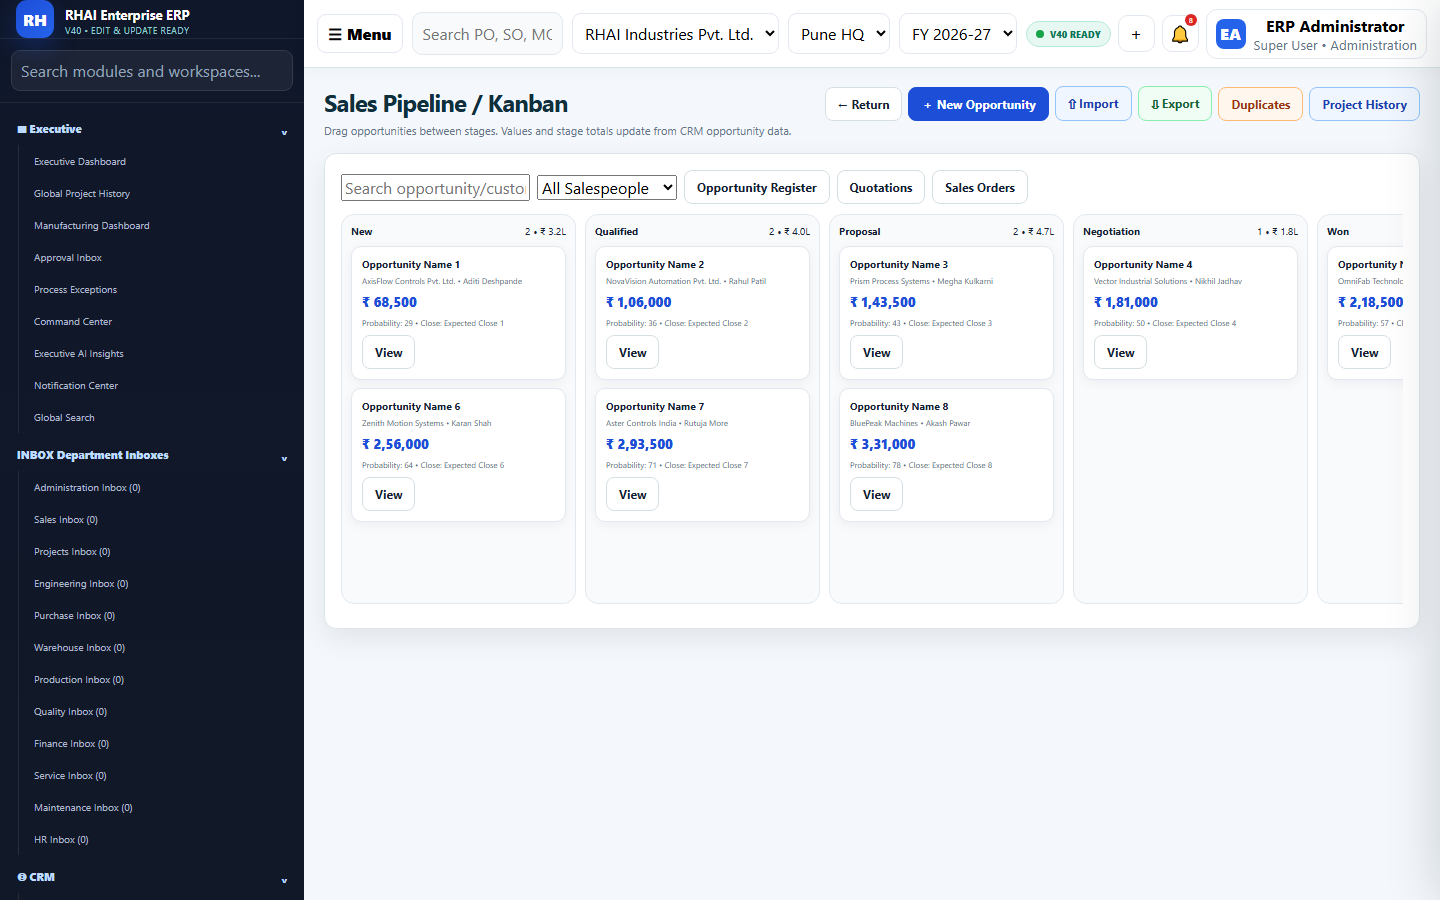 RH
RHAI Enterprise ERP
V40 • EDIT & UPDATE READY
Search modules and workspaces...
Executive
Executive Dashboard
Global Project History
Manufacturing Dashboard
Approval Inbox
Process Exceptions
Command Center
Executive AI Insights
Notification Center
Global Search
INBOX Department Inboxes
Administration Inbox (0)
Sales Inbox (0)
Projects Inbox (0)
Engineering Inbox (0)
Purchase Inbox (0)
Warehouse Inbox (0)
Production Inbox (0)
Quality Inbox (0)
Finance Inbox (0)
Service Inbox (0)
Maintenance Inbox (0)
HR Inbox (0)
CRM
☰ Menu
Search PO, SO, MO
RHAI Industries Pvt. Ltd.
Pune HQ
FY 2026-27
V40 READY
+
8
EA
ERP Administrator
Super User • Administration
Sales Pipeline / Kanban
Drag opportunities between stages. Values and stage totals update from CRM opportunity data.
← Return
+ New Opportunity
⇧ Import
⇩ Export
Duplicates
Project History
Search opportunity/custo
All Salespeople
Opportunity Register
Quotations
Sales Orders
New
2 • ₹ 3.2L
Opportunity Name 1
AxisFlow Controls Pvt. Ltd. • Aditi Deshpande
₹ 68,500
Probability: 29 • Close: Expected Close 1
View
Opportunity Name 6
Zenith Motion Systems • Karan Shah
₹ 2,56,000
Probability: 64 • Close: Expected Close 6
View
Qualified
2 • ₹ 4.0L
Opportunity Name 2
NovaVision Automation Pvt. Ltd. • Rahul Patil
₹ 1,06,000
Probability: 36 • Close: Expected Close 2
View
Opportunity Name 7
Aster Controls India • Rutuja More
₹ 2,93,500
Probability: 71 • Close: Expected Close 7
View
Proposal
2 • ₹ 4.7L
Opportunity Name 3
Prism Process Systems • Megha Kulkarni
₹ 1,43,500
Probability: 43 • Close: Expected Close 3
View
Opportunity Name 8
BluePeak Machines • Akash Pawar
₹ 3,31,000
Probability: 78 • Close: Expected Close 8
View
Negotiation
1 • ₹ 1.8L
Opportunity Name 4
Vector Industrial Solutions • Nikhil Jadhav
₹ 1,81,000
Probability: 50 • Close: Expected Close 4
View
Won
Opportunity N
OmniFab Technolo
₹ 2,18,500
Probability: 57 • Cl
View